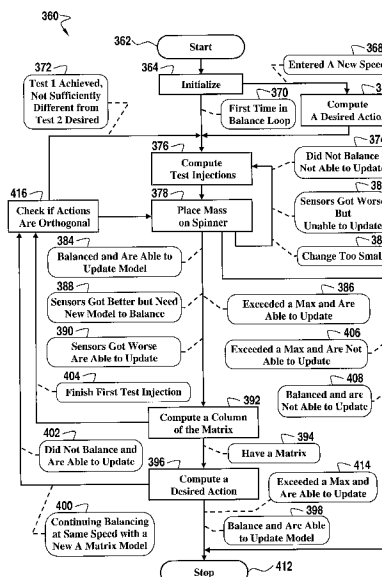 360
362
Start
368
Entered A New Speed
372
364
Test 1 Achieved,
Not Sufficiently
Different from
Test 2 Desired
Initialize
370
First Time in
Balance Loop
Compute
A Desired Action
376
Compute
Test Injections
Did Not Balance
Not Able to Update
378
416
Check if Actions
Are Orthogonal
Place Mass
on Spinner
Sensors Got Worse
But
Unable to Update
384
Balanced and Are Able to
Update Model
Change Too Small
388
Sensors Got Better but Need
New Model to Balance
386
Exceeded a Max and Are
Able to Update
390
Sensors Got Worse
Are Able to Update
406
Exceeded a Max and Are Not
Able to Update
404
Finish First Test Injection
408
Balanced and are
Not Able to Update
392
Compute a Column
of the Matrix
402
Did Not Balance and
Are Able to Update
394
Have a Matrix
396
Compute a
Desired Action
414
Exceeded a Max and
Are Able to Update
400
Continuing Balancing
at Same Speed with a
New A Matrix Model
398
Balance and Are Able
to Update Model
Stop
412